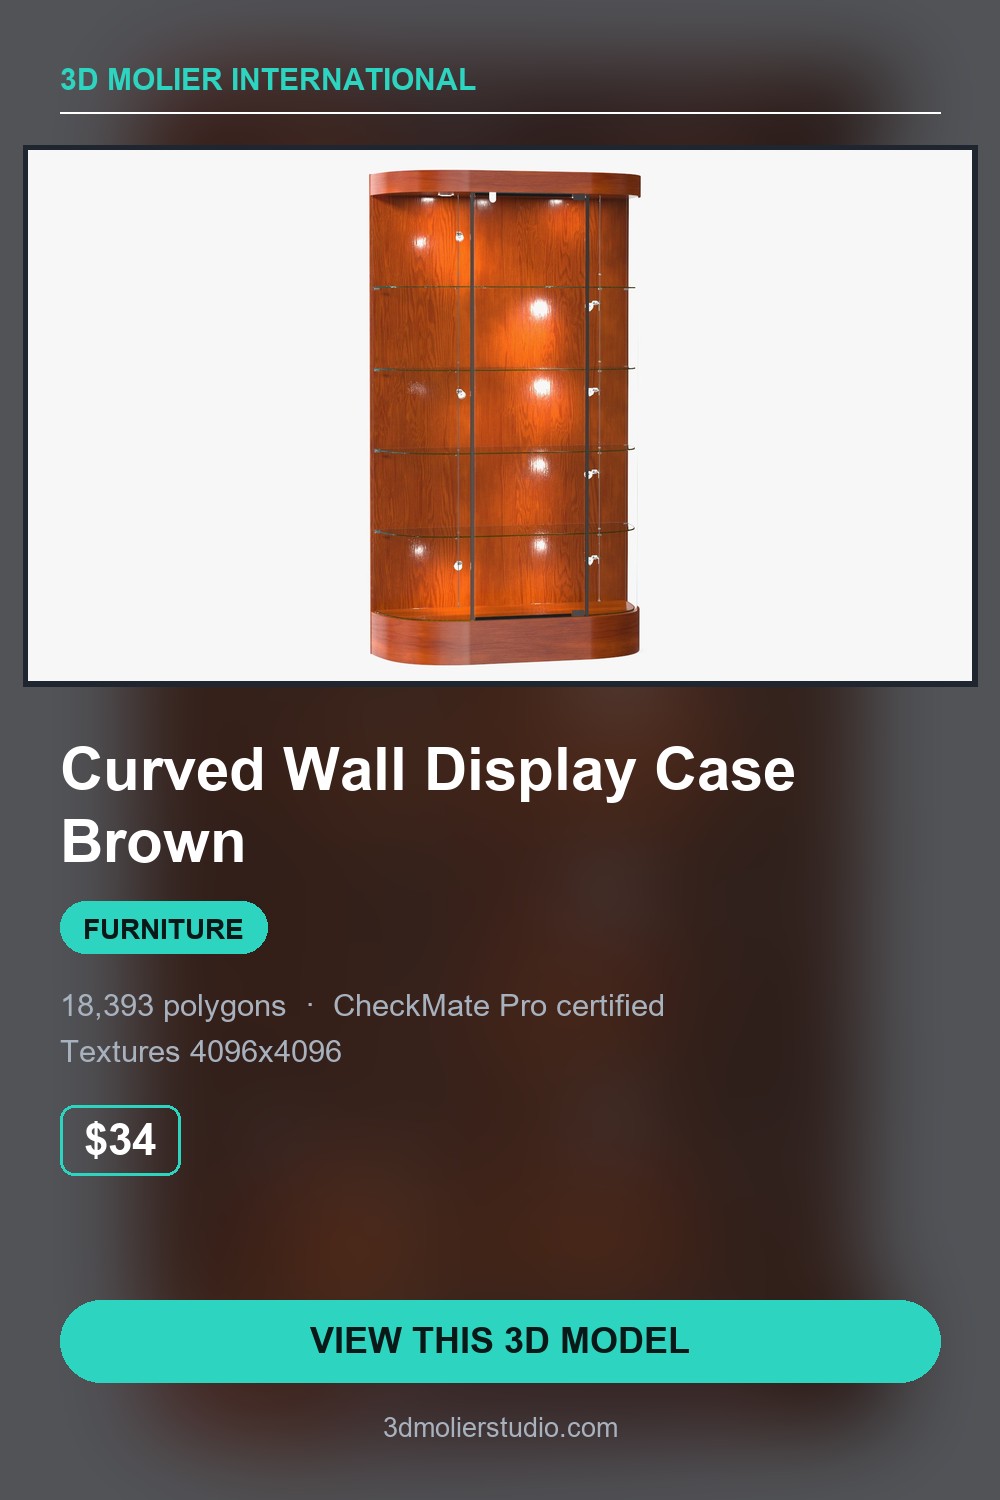 3D MOLIER INTERNATIONAL
Curved Wall Display Case
Brown
FURNITURE
18,393 polygons · CheckMate Pro certified
Textures 4096x4096
$34
VIEW THIS 3D MODEL
3dmolierstudio.com